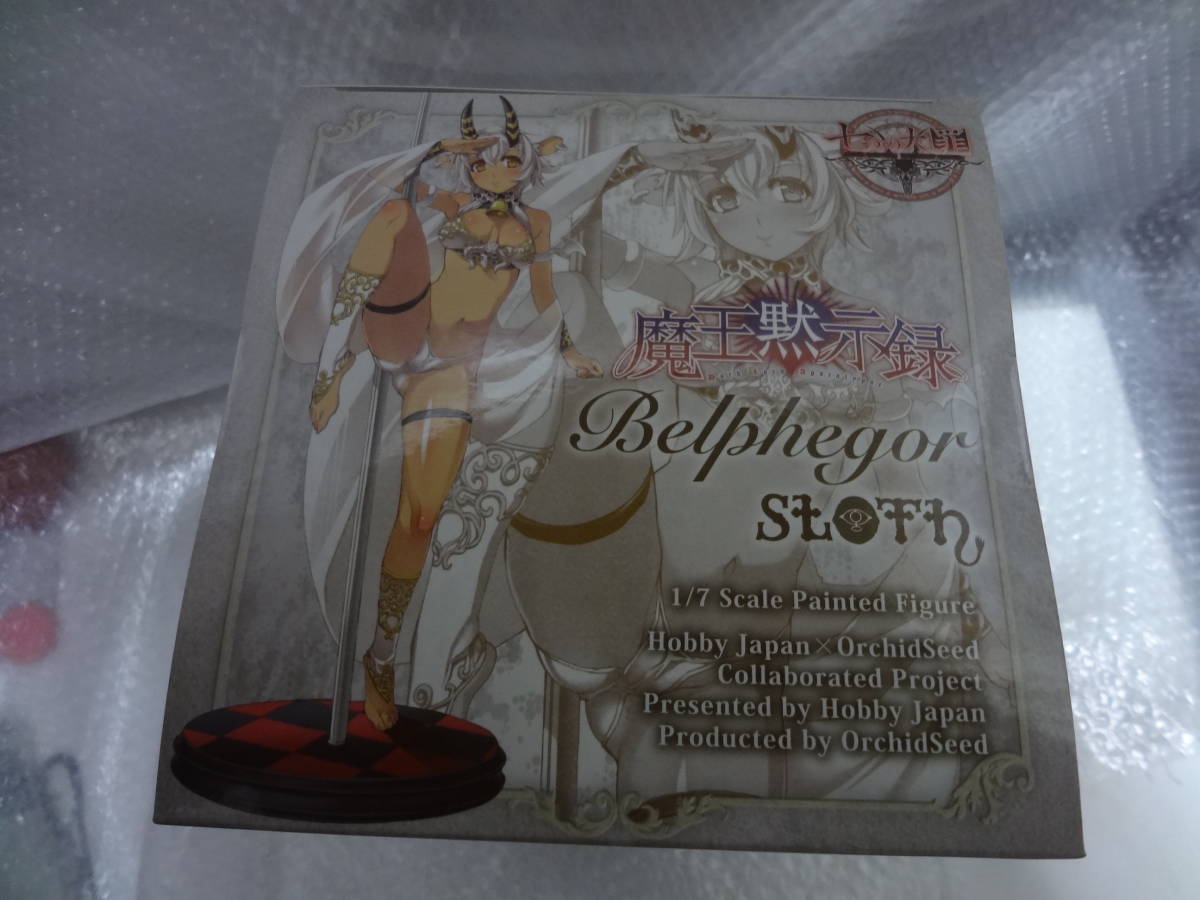 七つの大罪
魔王黙示録
Belphegor
SLOTH
1/7 Scale Painted Figure
Hobby Japan×OrchidSeed
Collaborated Project
Presented by Hobby Japan
Producted by OrchidSeed